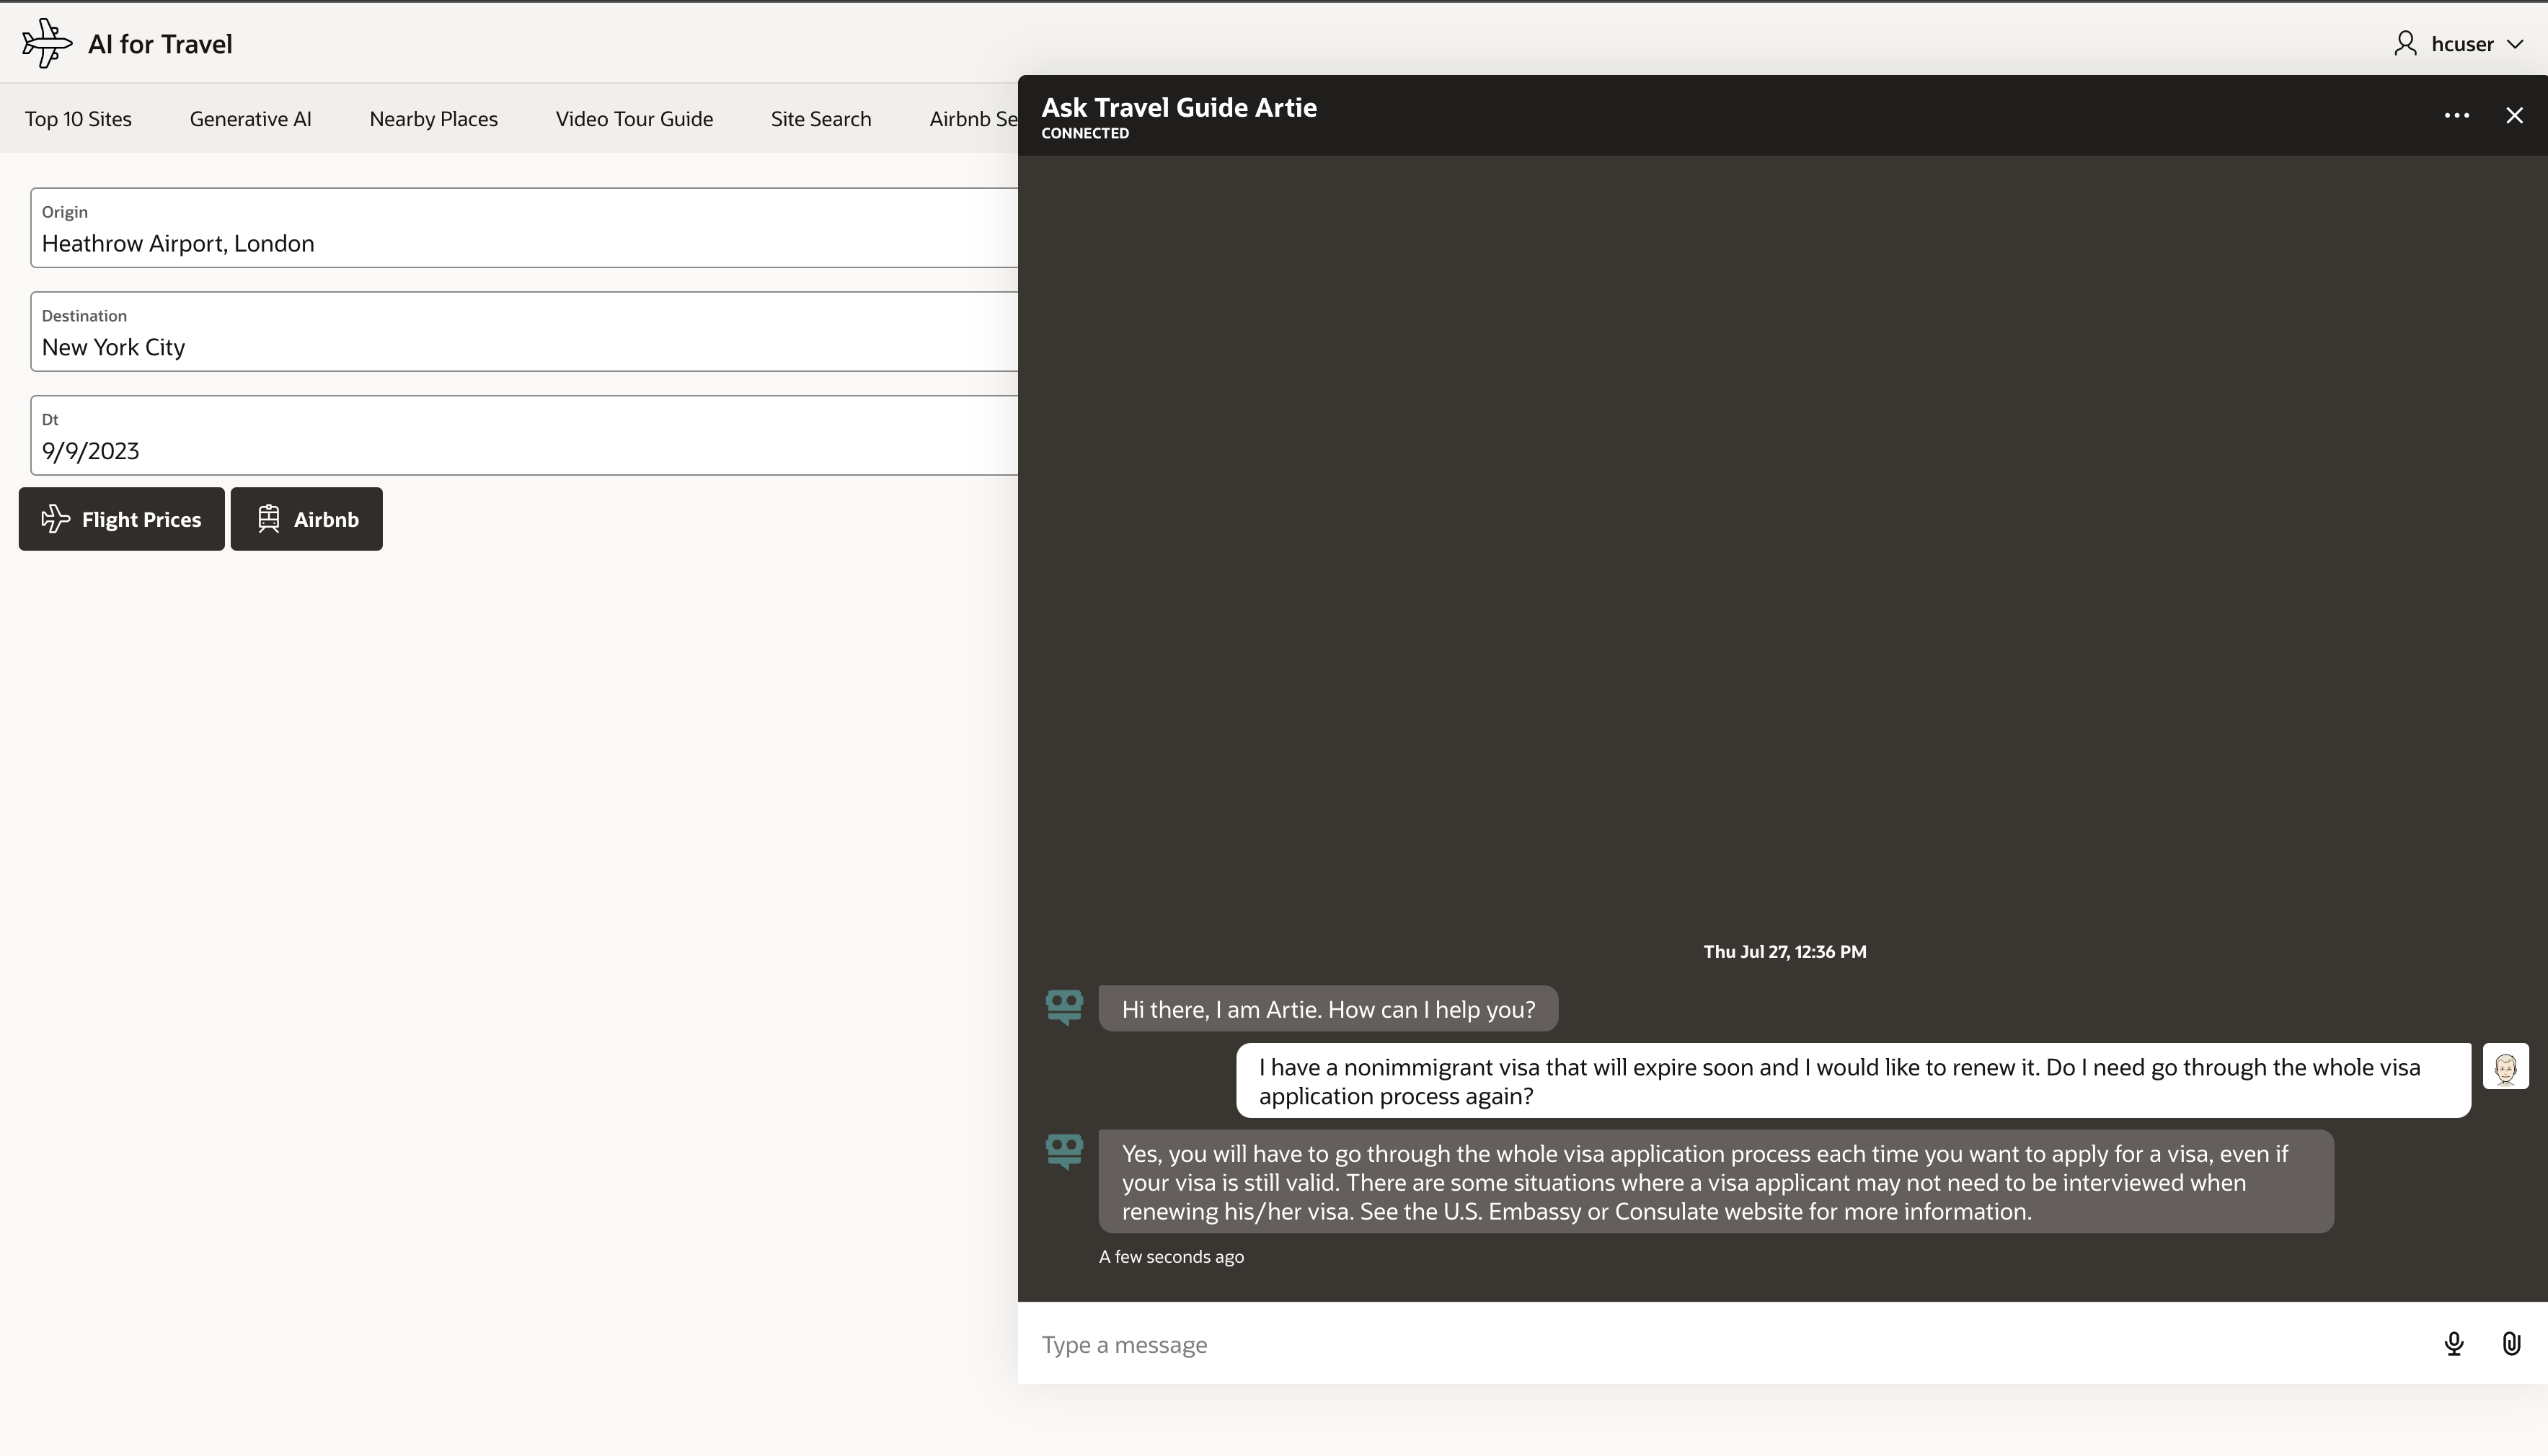 AI for Travel
hcuser
Top 10 Sites
Generative AI
Nearby Places
Video Tour Guide
Site Search
Airbnb Se
Origin
Heathrow Airport, London
Destination
New York City
Dt
9/9/2023
Flight Prices
Airbnb
Ask Travel Guide Artie
CONNECTED
Thu Jul 27, 12:36 PM
Hi there, I am Artie. How can I help you?
I have a nonimmigrant visa that will expire soon and I would like to renew it. Do I need go through the whole visa
application process again?
Yes, you will have to go through the whole visa application process each time you want to apply for a visa, even if
your visa is still valid. There are some situations where a visa applicant may not need to be interviewed when
renewing his/her visa. See the U.S. Embassy or Consulate website for more information.
A few seconds ago
Type a message